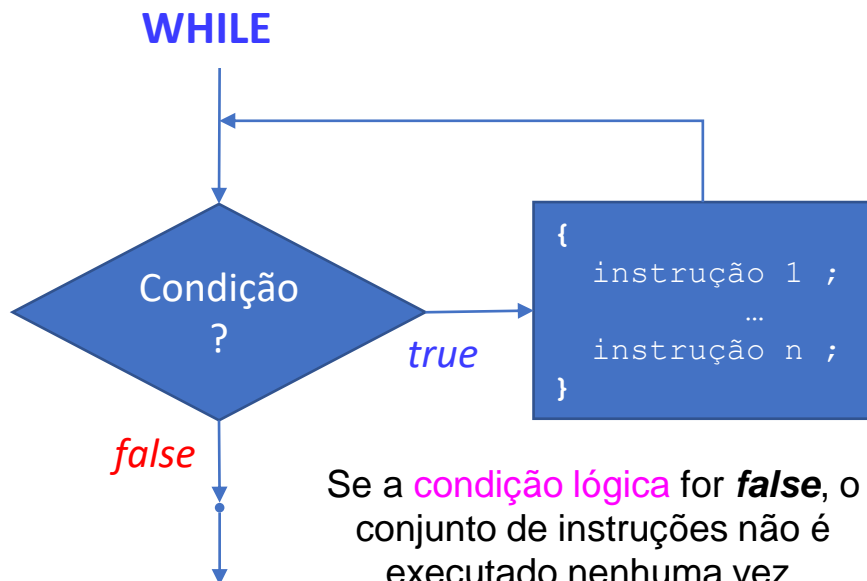 WHILE
Condição
?
true
false
{
instrução 1 ;
…
instrução n ;
}
Se a condição lógica for false, o
conjunto de instruções não é
executado nenhuma vez